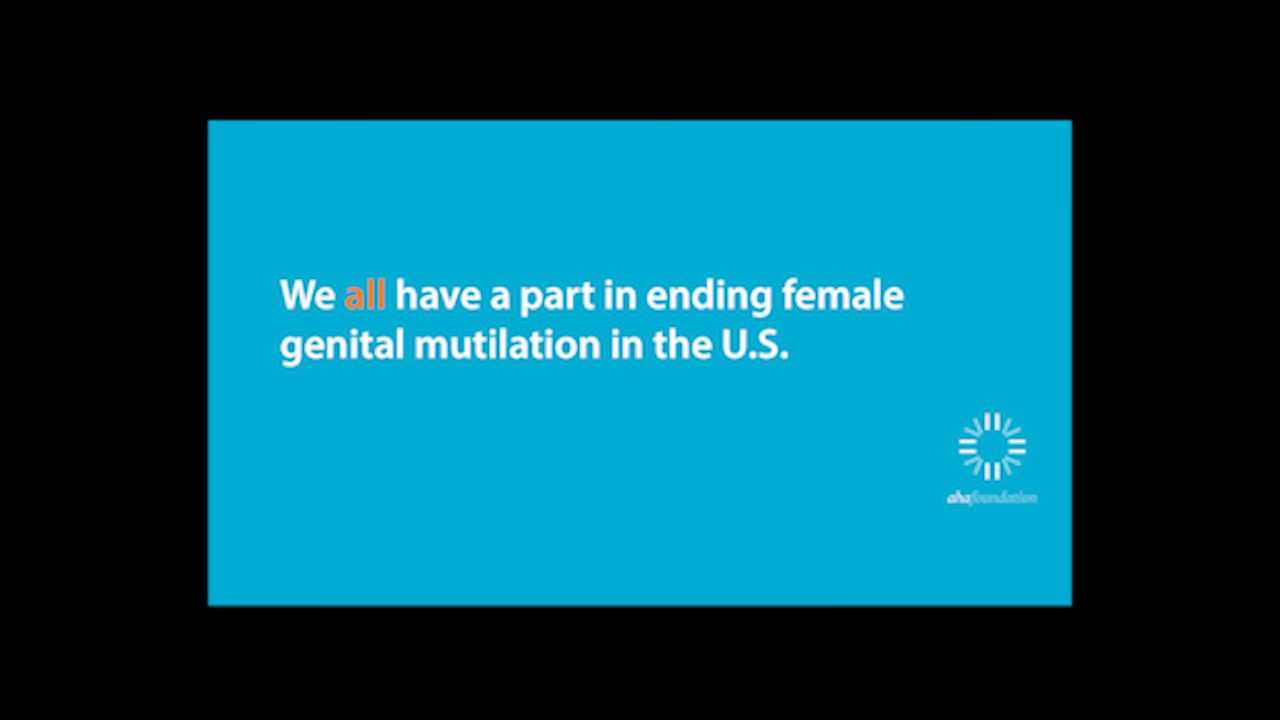 We all have a part in ending female
genital mutilation in the U.S.
ahafoundation